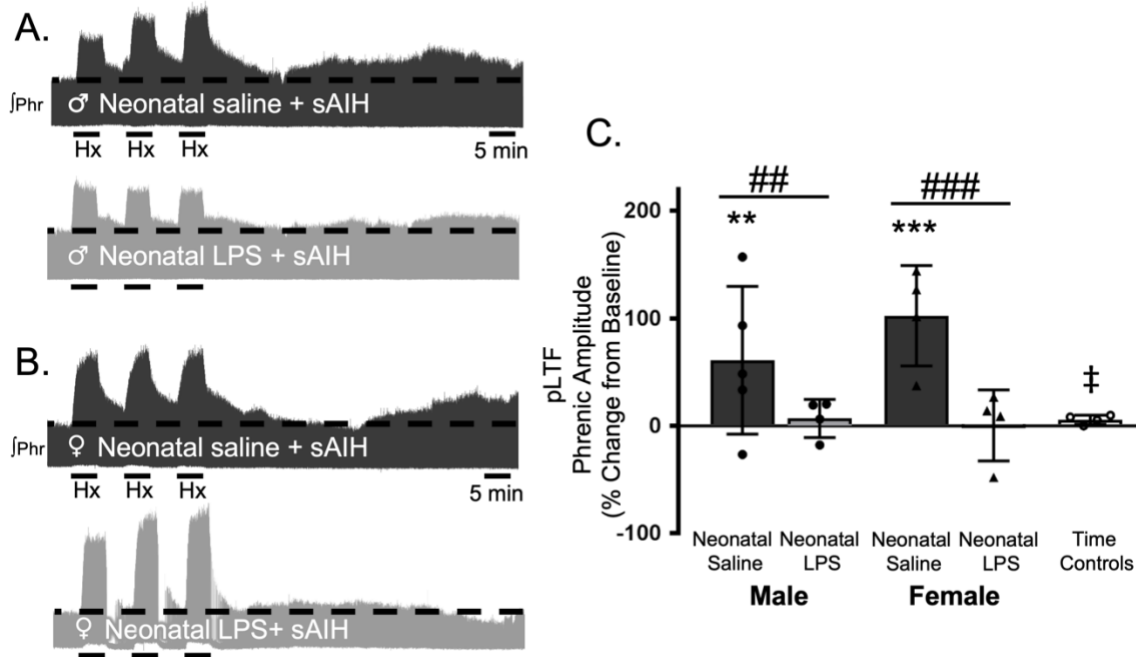 A.
∫Phr
♂ Neonatal saline + sAIH
Hx Hx Hx
5 min
♂ Neonatal LPS + sAIH
B.
∫Phr
♀ Neonatal saline + sAIH
Hx Hx Hx
5 min
♀ Neonatal LPS+ sAIH
C.
pLTF
Phrenic Amplitude
(% Change from Baseline)
200
100
0
-100
##
###
**
***
‡
Neonatal Neonatal Neonatal Neonatal Time
Saline LPS Saline LPS Controls
Male Female